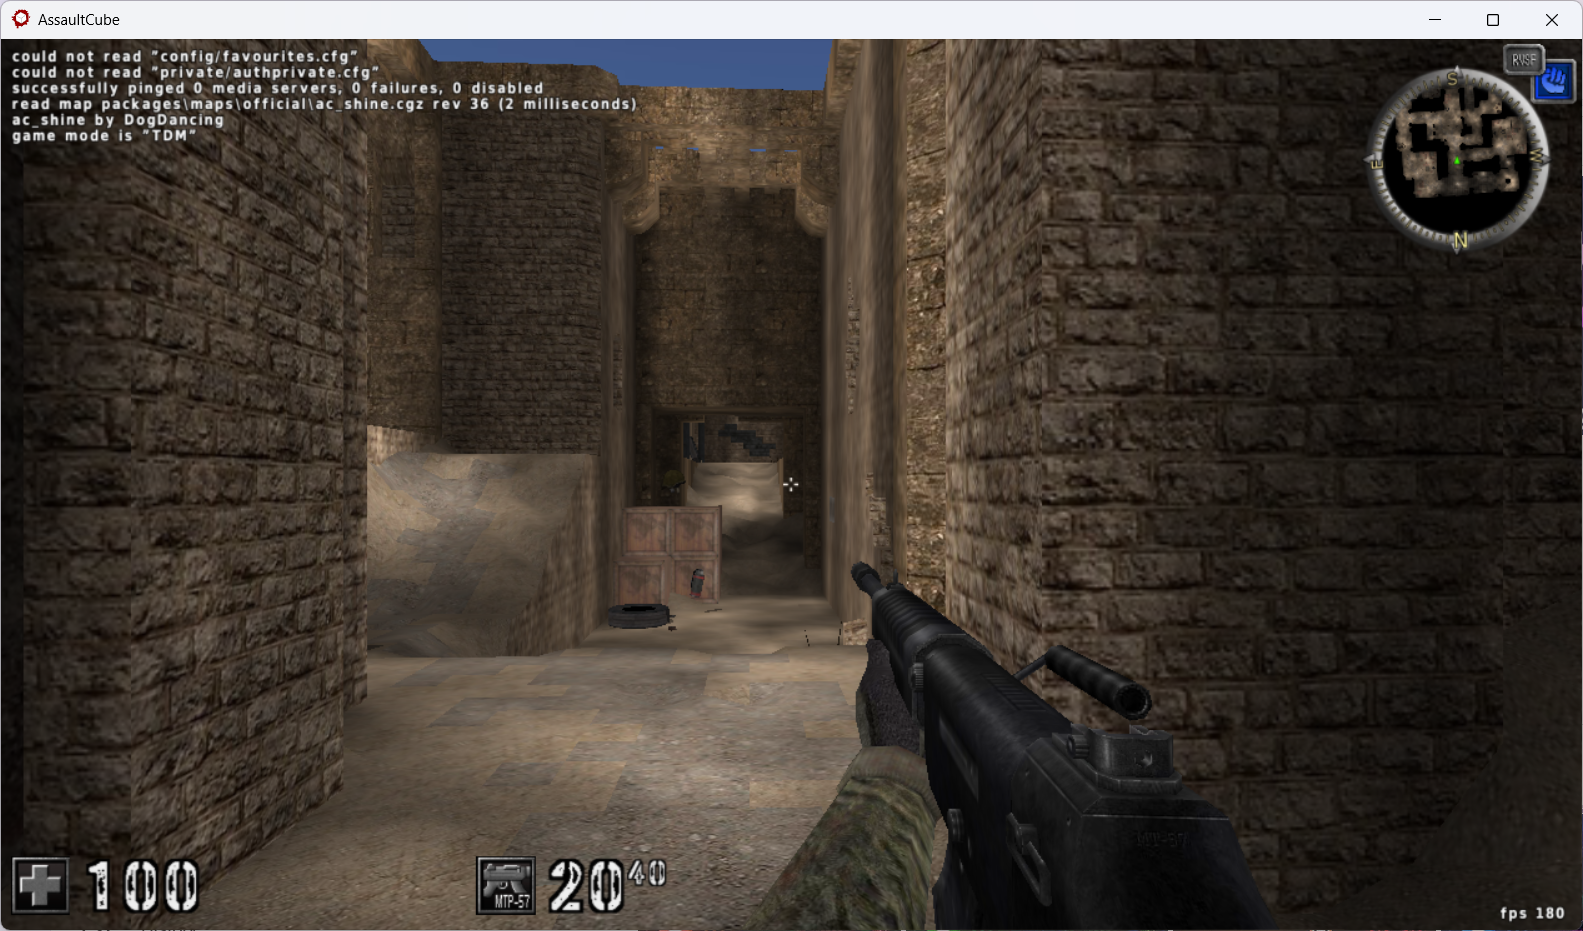 AssaultCube
could not read "config/favourites.cfg"
could not read "private/authprivate.cfg"
successfully pinged 0 media servers, 0 failures, 0 disabled
read map packages\maps\official\ac_shine.cgz rev 36 (2 milliseconds)
ac_shine by DogDancing
game mode is "TDM"
RVSF
S
E
W
N
MTP-57
100
MTP-57
20 40
fps 180